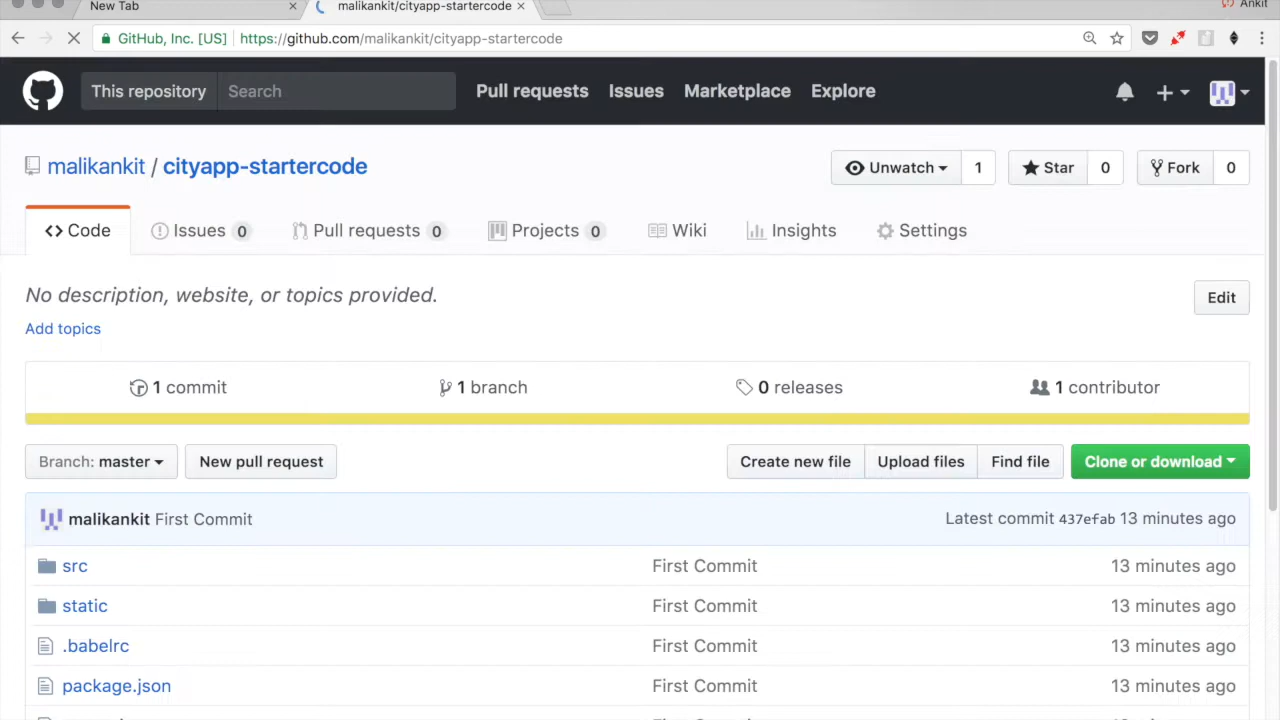 New Tab × malikankit/cityapp-startercode × Ankit
GitHub, Inc. [US] https://github.com/malikankit/cityapp-startercode
This repository Search Pull requests Issues Marketplace Explore
malikankit / cityapp-startercode Unwatch 1 Star 0 Fork 0
Code Issues 0 Pull requests 0 Projects 0 Wiki Insights Settings
No description, website, or topics provided. Edit
Add topics
1 commit 1 branch 0 releases 1 contributor
Branch: master New pull request Create new file Upload files Find file Clone or download
malikankit First Commit Latest commit 437efab 13 minutes ago
src First Commit 13 minutes ago
static First Commit 13 minutes ago
.babelrc First Commit 13 minutes ago
package.json First Commit 13 minutes ago